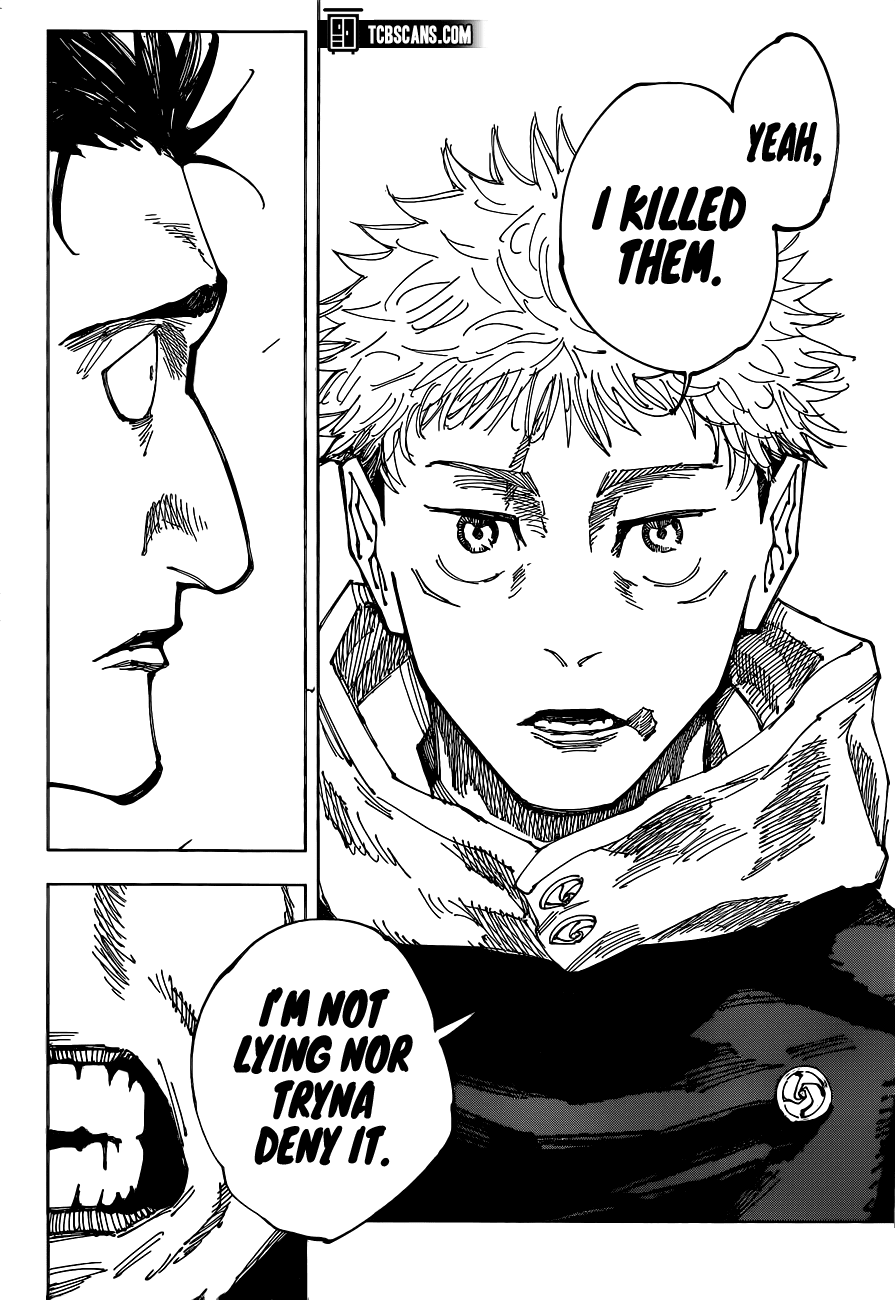 TCBSCANS.COM
YEAH,
I KILLED
THEM.
I'M NOT
LYING NOR
TRYNA
DENY IT.